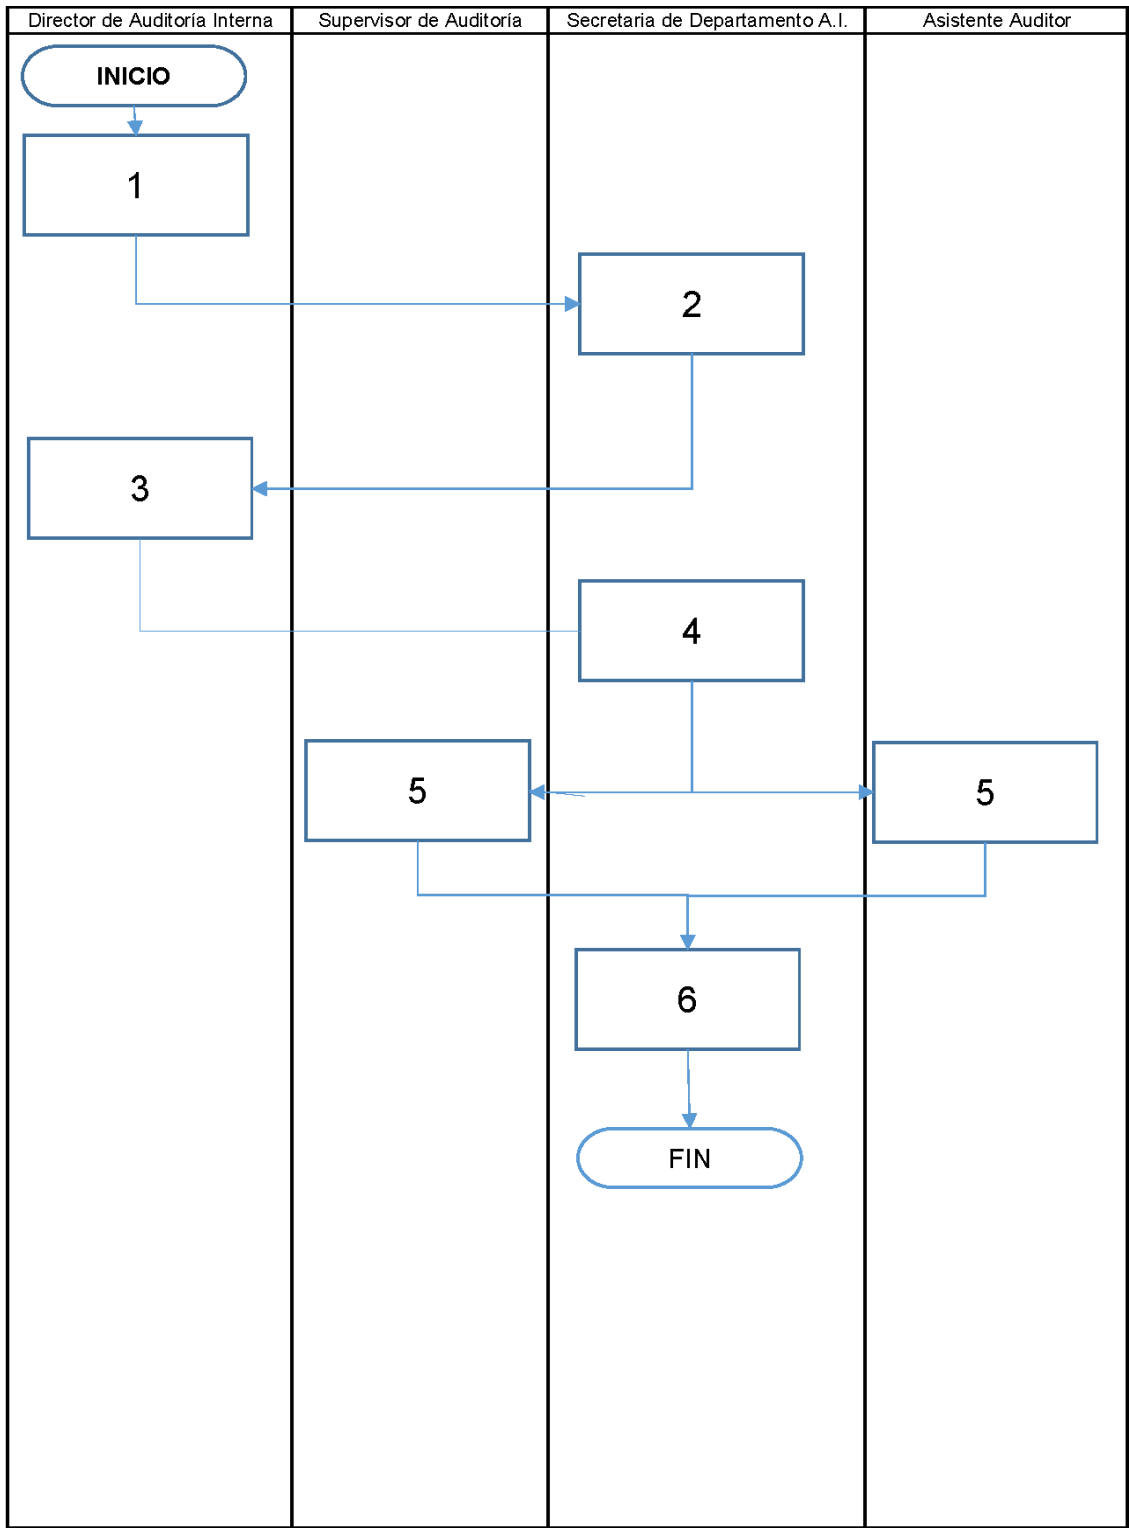 Director de Auditoría Interna
Supervisor de Auditoría
Secretaria de Departamento A.I.
Asistente Auditor
INICIO
1
2
3
4
5
5
6
FIN